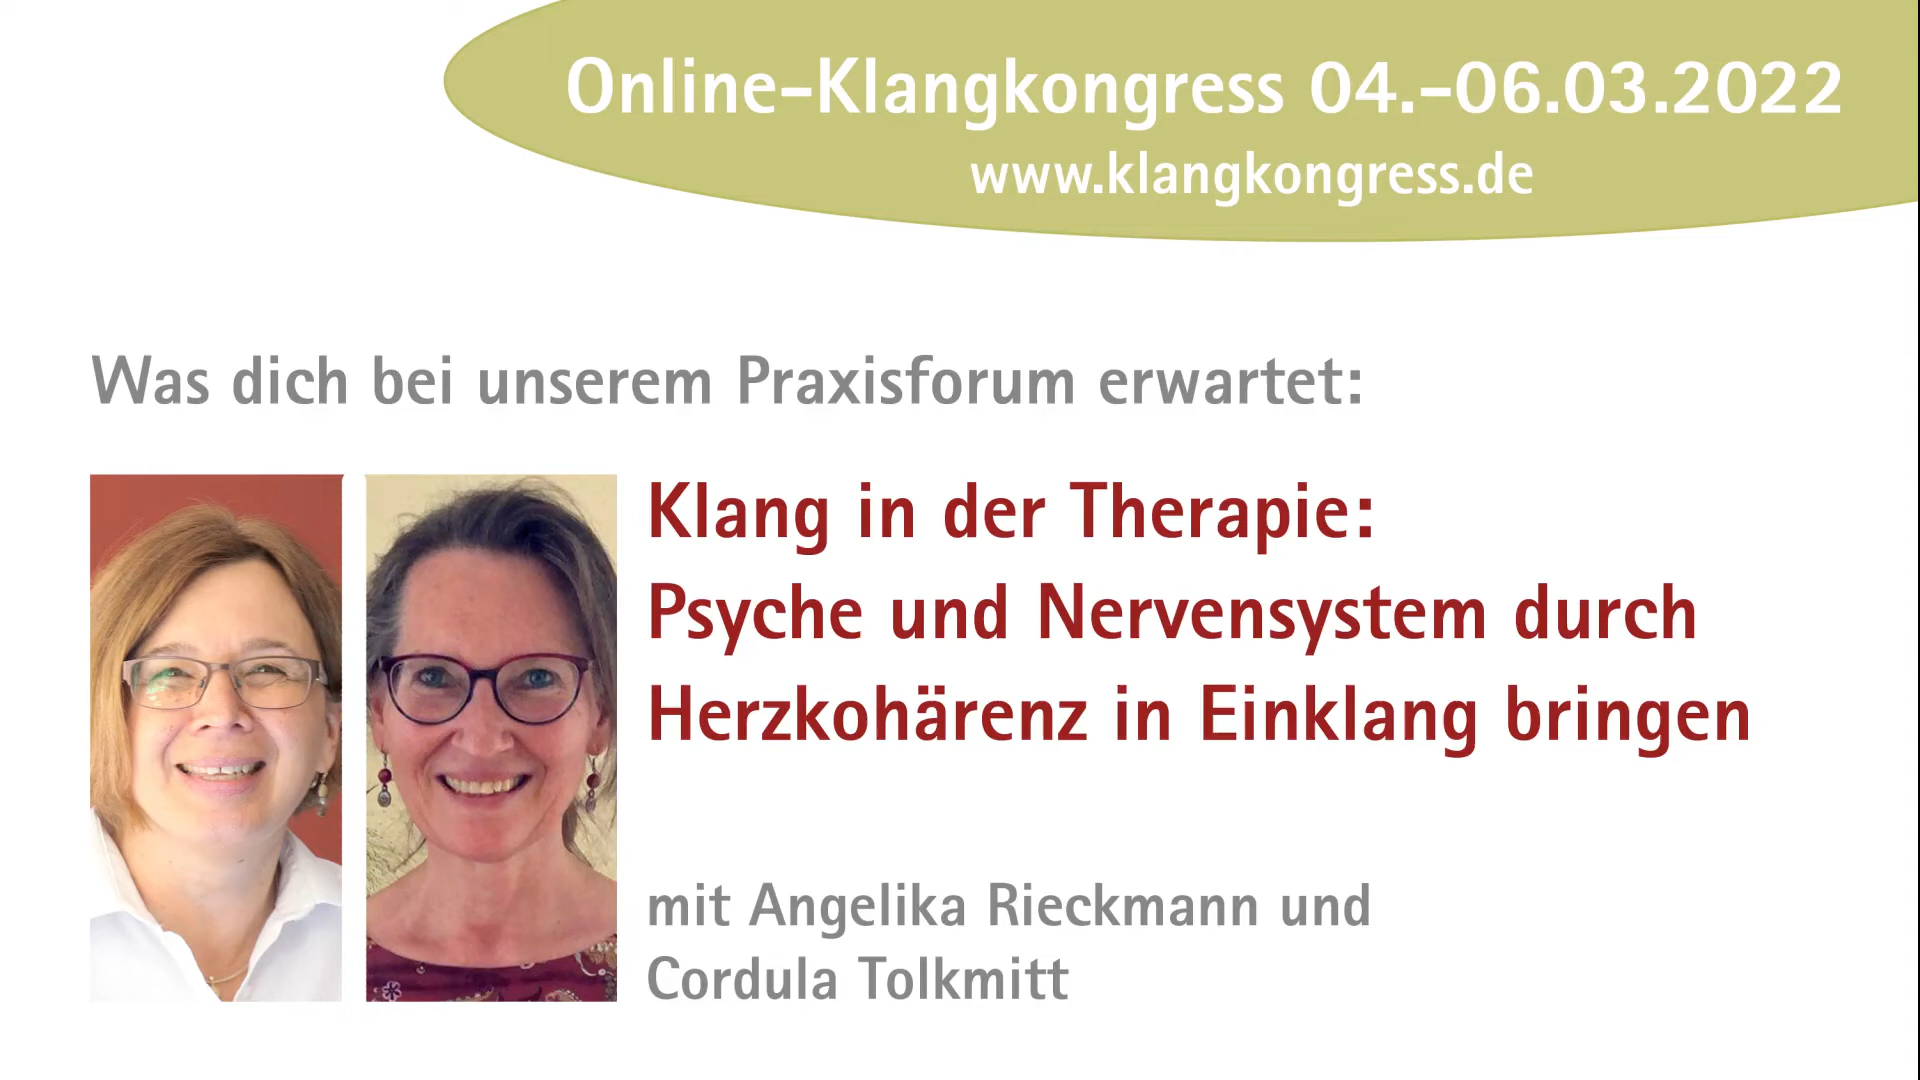 Online-Klangkongress 04.-06.03.2022
www.klangkongress.de
Was dich bei unserem Praxisforum erwartet:
Klang in der Therapie:
Psyche und Nervensystem durch
Herzkohärenz in Einklang bringen
mit Angelika Rieckmann und
Cordula Tolkmitt